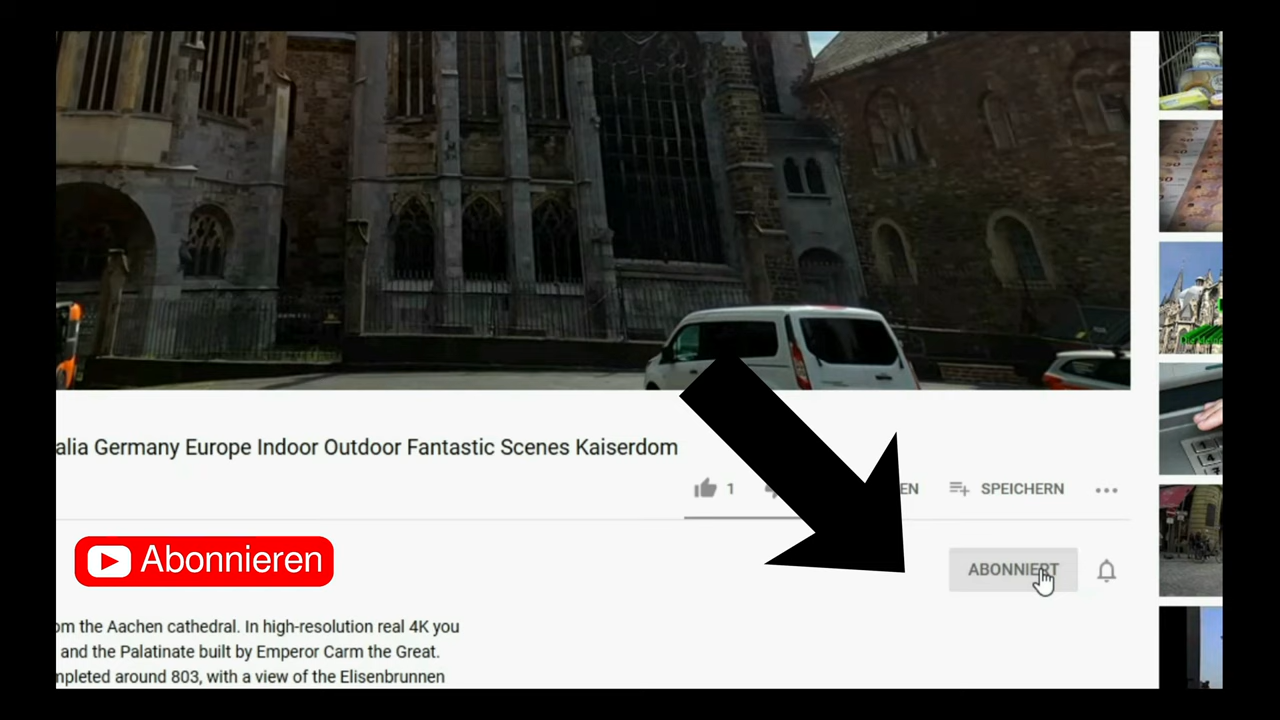 alia Germany Europe Indoor Outdoor Fantastic Scenes Kaiserdom
1 EN SPEICHERN
Abonnieren
ABONNIERT
om the Aachen cathedral. In high-resolution real 4K you
and the Palatinate built by Emperor Carm the Great.
mpleted around 803, with a view of the Elisenbrunnen